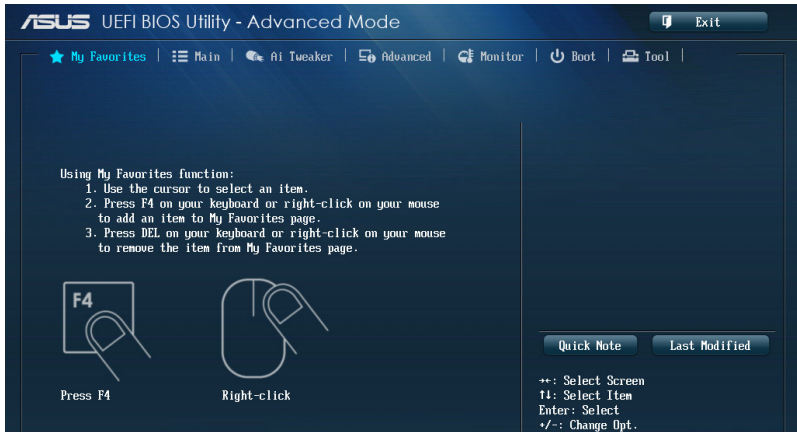 ASUS UEFI BIOS Utility - Advanced Mode
Exit
My Favorites
Main
Ai Tweaker
Advanced
Monitor
Boot
Tool
Using My Favorites function:
1. Use the cursor to select an item.
2. Press F4 on your keyboard or right-click on your mouse
to add an item to My Favorites page.
3. Press DEL on your keyboard or right-click on your mouse
to remove the item from My Favorites page.
F4
Press F4
Right-click
Quick Note
Last Modified
→←: Select Screen
↑↓: Select Item
Enter: Select
+/-: Change Opt.